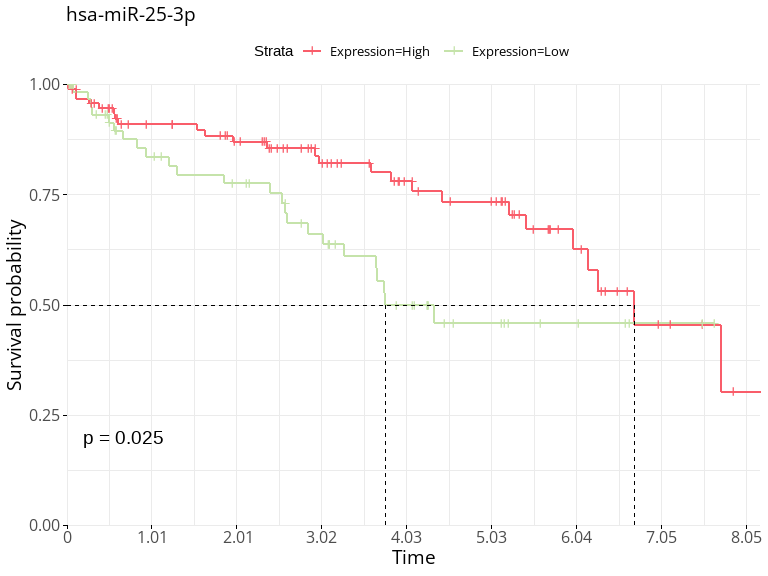 hsa-miR-25-3p
Strata Expression=High Expression=Low
Survival probability
1.00
0.75
0.50
0.25
0.00
p = 0.025
0 1.01 2.01 3.02 4.03 5.03 6.04 7.05 8.05
Time